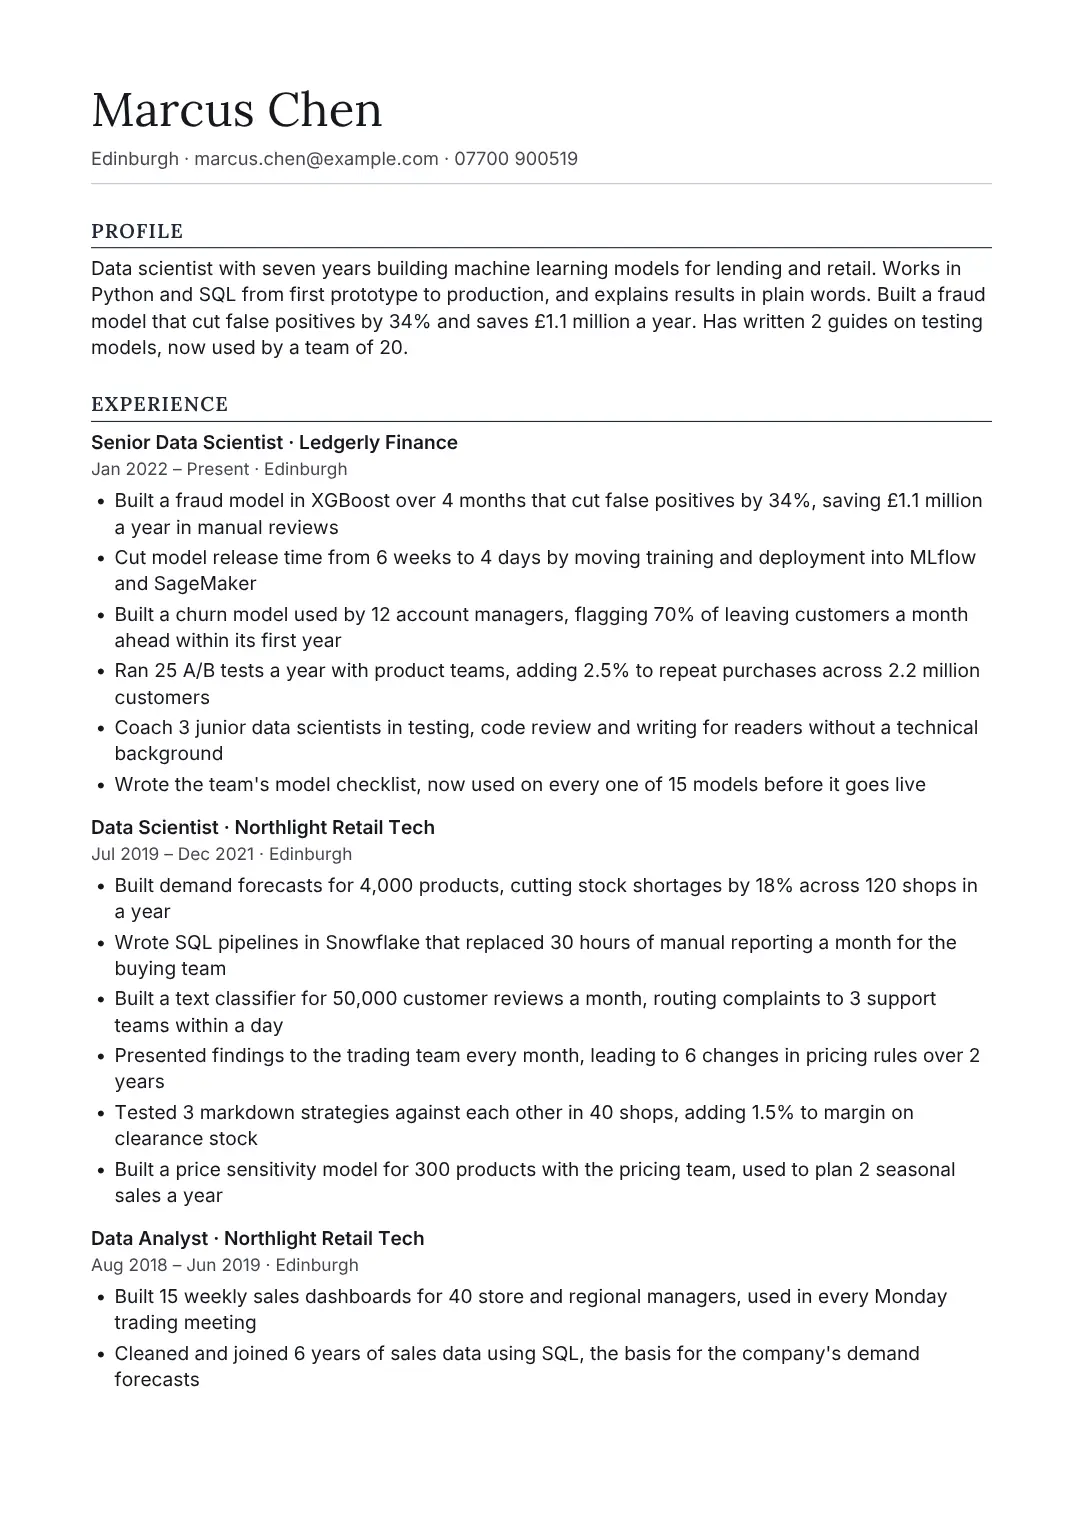 Marcus Chen
Edinburgh · marcus.chen@example.com · 07700 900519
PROFILE
Data scientist with seven years building machine learning models for lending and retail. Works in
Python and SQL from first prototype to production, and explains results in plain words. Built a fraud
model that cut false positives by 34% and saves £1.1 million a year. Has written 2 guides on testing
models, now used by a team of 20.
EXPERIENCE
Senior Data Scientist · Ledgerly Finance
Jan 2022 – Present · Edinburgh
• Built a fraud model in XGBoost over 4 months that cut false positives by 34%, saving £1.1 million
a year in manual reviews
• Cut model release time from 6 weeks to 4 days by moving training and deployment into MLflow
and SageMaker
• Built a churn model used by 12 account managers, flagging 70% of leaving customers a month
ahead within its first year
• Ran 25 A/B tests a year with product teams, adding 2.5% to repeat purchases across 2.2 million
customers
• Coach 3 junior data scientists in testing, code review and writing for readers without a technical
background
• Wrote the team's model checklist, now used on every one of 15 models before it goes live
Data Scientist · Northlight Retail Tech
Jul 2019 – Dec 2021 · Edinburgh
• Built demand forecasts for 4,000 products, cutting stock shortages by 18% across 120 shops in
a year
• Wrote SQL pipelines in Snowflake that replaced 30 hours of manual reporting a month for the
buying team
• Built a text classifier for 50,000 customer reviews a month, routing complaints to 3 support
teams within a day
• Presented findings to the trading team every month, leading to 6 changes in pricing rules over 2
years
• Tested 3 markdown strategies against each other in 40 shops, adding 1.5% to margin on
clearance stock
• Built a price sensitivity model for 300 products with the pricing team, used to plan 2 seasonal
sales a year
Data Analyst · Northlight Retail Tech
Aug 2018 – Jun 2019 · Edinburgh
• Built 15 weekly sales dashboards for 40 store and regional managers, used in every Monday
trading meeting
• Cleaned and joined 6 years of sales data using SQL, the basis for the company's demand
forecasts